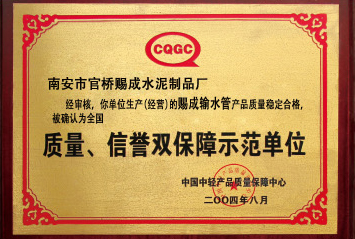 CQGC
南安市官桥赐成水泥制品厂
经审核，你单位生产(经营)的赐成输水管产品质量稳定合格，
被确认为全国
质量、信誉双保障示范单位
中国中轻产品质量保障中心
二〇〇四年八月